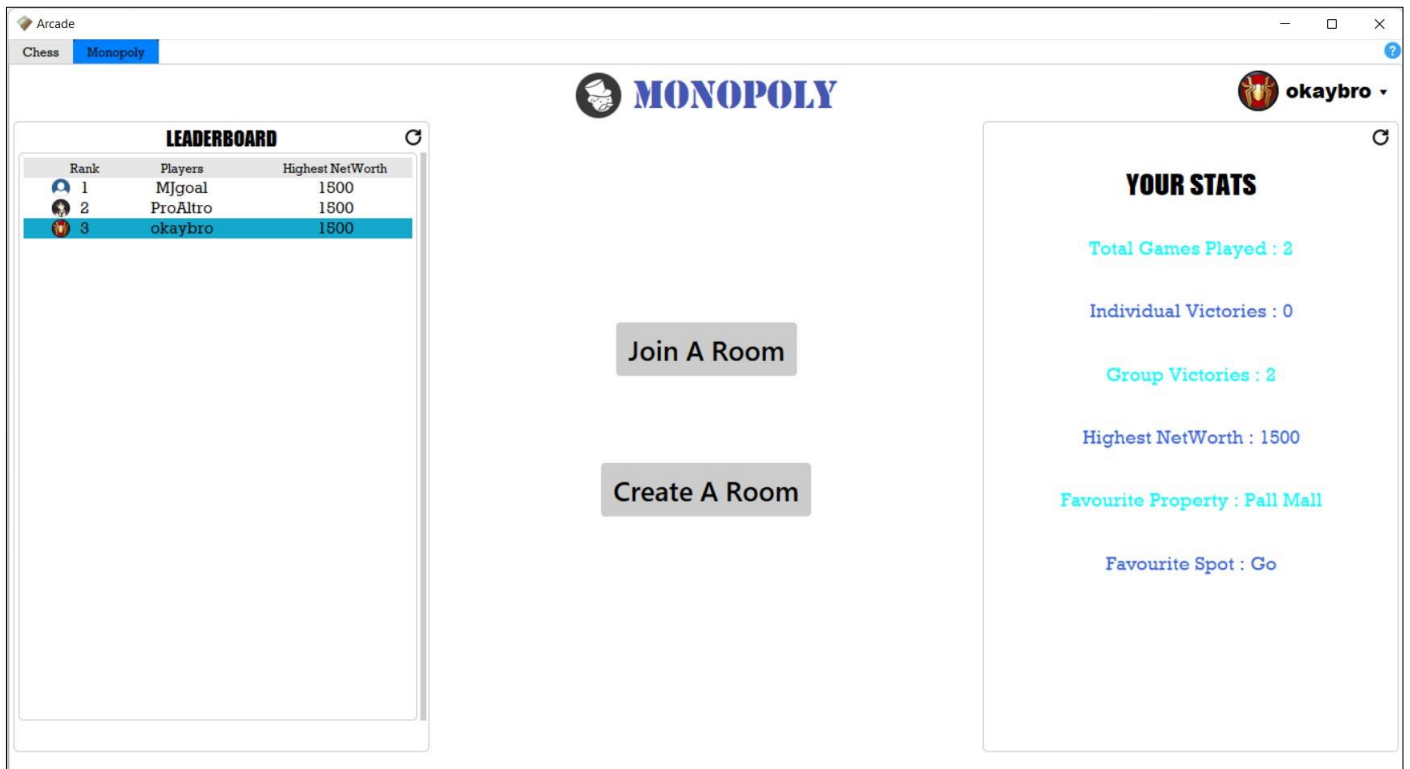 Arcade
Chess Monopoly
?
MONOPOLY
okaybro
LEADERBOARD
Rank Players Highest NetWorth
1 MJgoal 1500
2 ProAltro 1500
3 okaybro 1500
Join A Room
Create A Room
YOUR STATS
Total Games Played : 2
Individual Victories : 0
Group Victories : 2
Highest NetWorth : 1500
Favourite Property : Pall Mall
Favourite Spot : Go